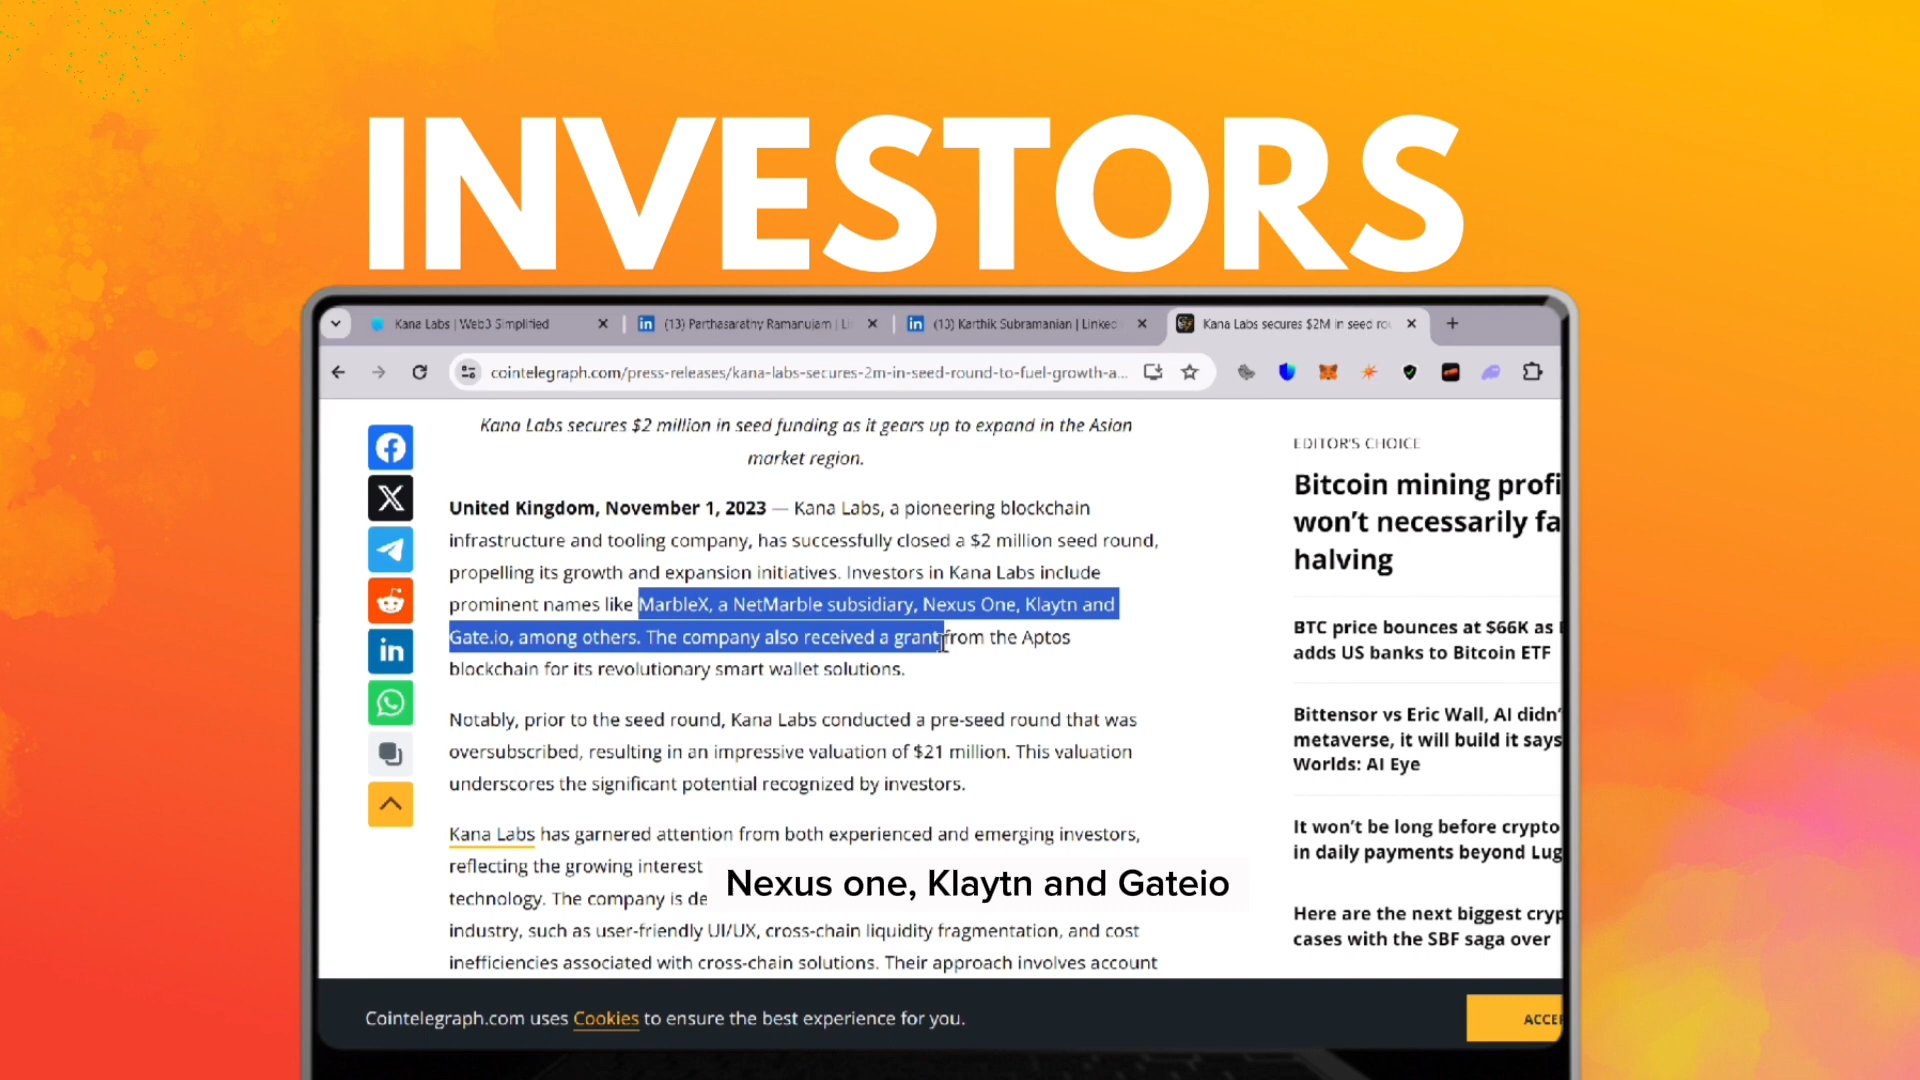 INVESTORS
Kana Labs | Web3 Simplified
(13) Parthasarathy Ramanujam | Li
(13) Karthik Subramanian | Linked
Kana Labs secures $2M in seed rou
cointelegraph.com/press-releases/kana-labs-secures-2m-in-seed-round-to-fuel-growth-a...
Kana Labs secures $2 million in seed funding as it gears up to expand in the Asian
market region.
United Kingdom, November 1, 2023 — Kana Labs, a pioneering blockchain
infrastructure and tooling company, has successfully closed a $2 million seed round,
propelling its growth and expansion initiatives. Investors in Kana Labs include
prominent names like MarbleX, a NetMarble subsidiary, Nexus One, Klaytn and
Gate.io, among others. The company also received a grant from the Aptos
blockchain for its revolutionary smart wallet solutions.
Notably, prior to the seed round, Kana Labs conducted a pre-seed round that was
oversubscribed, resulting in an impressive valuation of $21 million. This valuation
underscores the significant potential recognized by investors.
Kana Labs has garnered attention from both experienced and emerging investors,
reflecting the growing interest
technology. The company is de
industry, such as user-friendly UI/UX, cross-chain liquidity fragmentation, and cost
inefficiencies associated with cross-chain solutions. Their approach involves account
Nexus one, Klaytn and Gateio
EDITOR'S CHOICE
Bitcoin mining profi
won't necessarily fa
halving
BTC price bounces at $66K as
adds US banks to Bitcoin ETF
Bittensor vs Eric Wall, AI didn'
metaverse, it will build it says
Worlds: AI Eye
It won't be long before crypto
in daily payments beyond Lug
Here are the next biggest cryp
cases with the SBF saga over
Cointelegraph.com uses Cookies to ensure the best experience for you.
ACCE